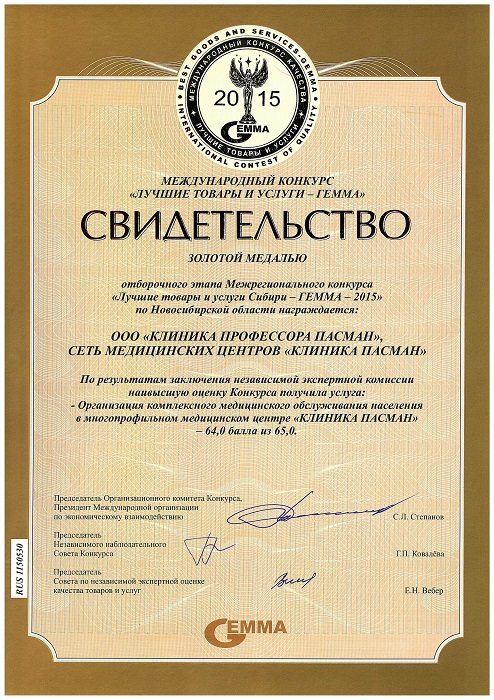 BEST GOODS AND SERVICES-GEMMA
INTERNATIONAL CONTEST OF QUALITY
МЕЖДУНАРОДНЫЙ КОНКУРС КАЧЕСТВА
ЛУЧШИЕ ТОВАРЫ И УСЛУГИ
2015
GEMMA
МЕЖДУНАРОДНЫЙ КОНКУРС
«ЛУЧШИЕ ТОВАРЫ И УСЛУГИ – ГЕММА»
СВИДЕТЕЛЬСТВО
ЗОЛОТОЙ МЕДАЛЬЮ
отборочного этапа Межрегионального конкурса
«Лучшие товары и услуги Сибири – ГЕММА – 2015»
по Новосибирской области награждается:
ООО «КЛИНИКА ПРОФЕССОРА ПАСМАН»,
СЕТЬ МЕДИЦИНСКИХ ЦЕНТРОВ «КЛИНИКА ПАСМАН»
По результатам заключения независимой экспертной комиссии
наивысшую оценку Конкурса получила услуга:
- Организация комплексного медицинского обслуживания населения
в многопрофильном медицинском центре «КЛИНИКА ПАСМАН»
– 64,0 балла из 65,0.
Председатель Организационного комитета Конкурса,
Президент Международной организации
по экономическому взаимодействию
С.Л. Степанов
Председатель
Независимого наблюдательного
Совета Конкурса
Г.П. Ковалёва
Председатель
Совета по независимой экспертной оценке
качества товаров и услуг
Е.Н. Вебер
RUS 1150530
GEMMA